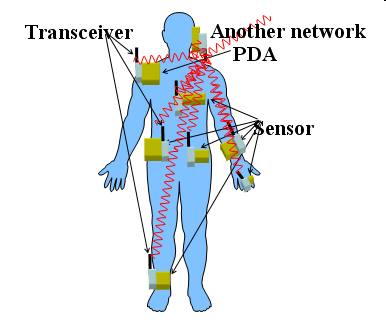 Transceiver
Another network
PDA
Sensor